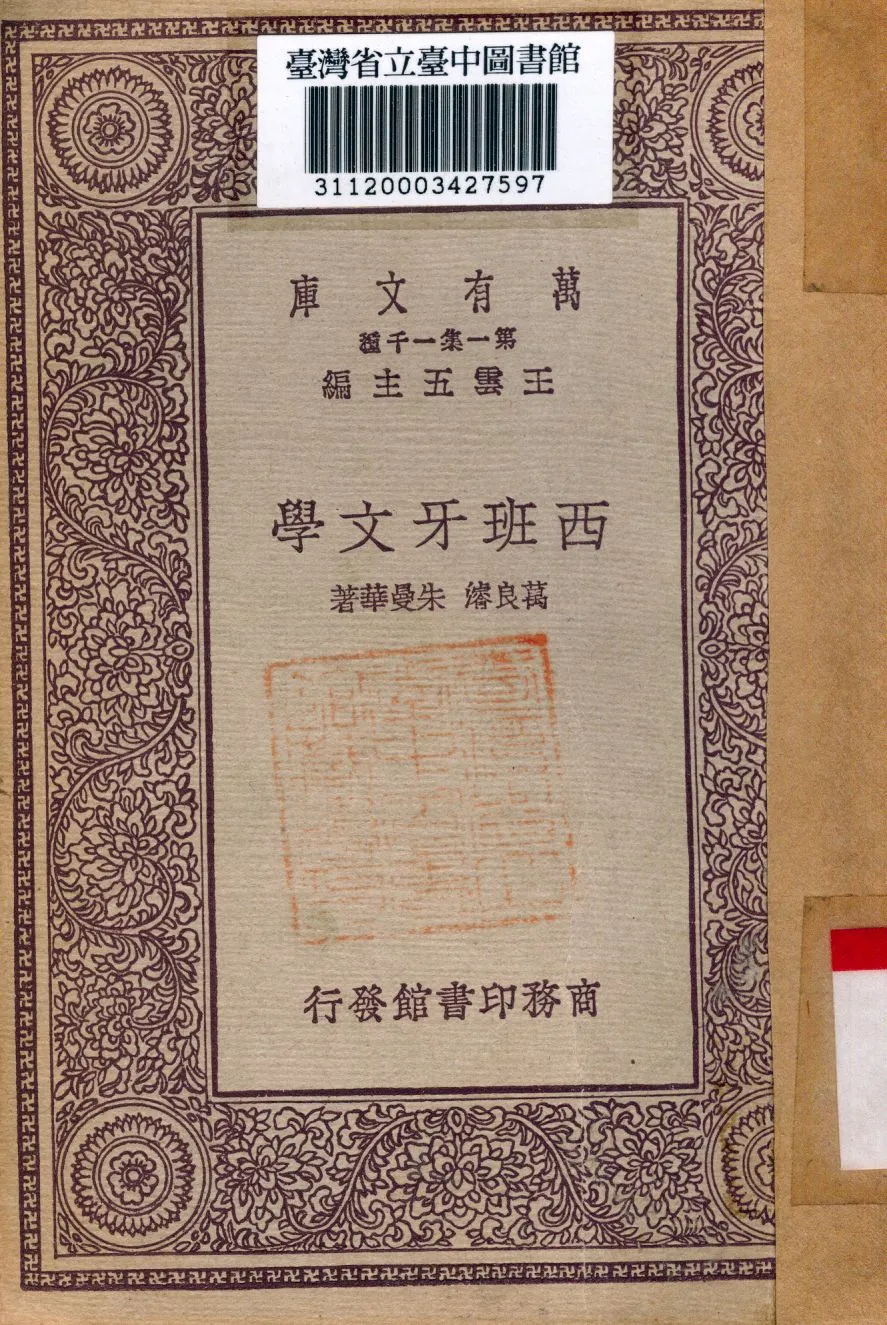 臺灣省立臺中圖書館
31120003427597
萬有文庫
第一集一千種
王雲五主編
西班牙文學
萬良濬 朱曼華著
商務印書館發行